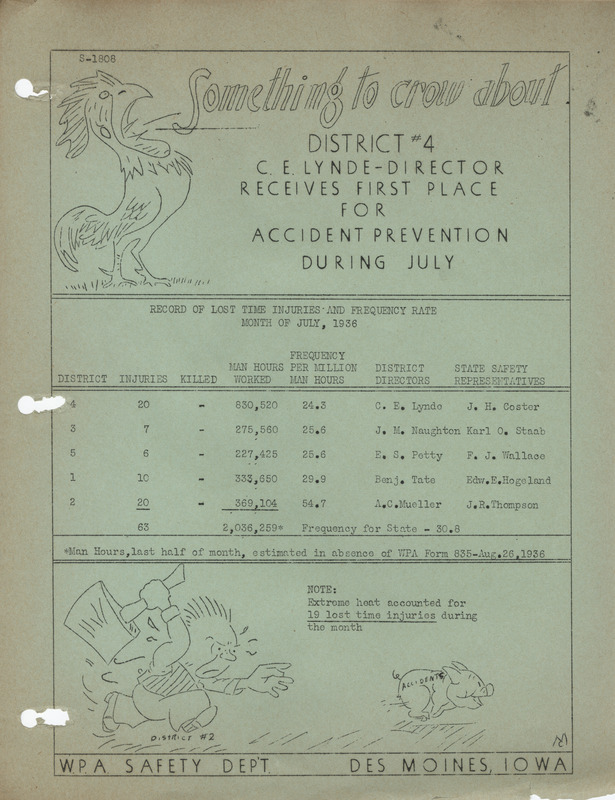 S-1808
Something to crow about
DISTRICT #4
C. E. LYNDE-DIRECTOR
RECEIVES FIRST PLACE
FOR
ACCIDENT PREVENTION
DURING JULY
RECORD OF LOST TIME INJURIES AND FREQUENCY RATE
MONTH OF JULY, 1936
DISTRICT INJURIES KILLED MAN HOURS WORKED FREQUENCY PER MILLION MAN HOURS DISTRICT DIRECTORS STATE SAFETY REPRESENTATIVES
4 20 - 830,520 24.3 C. E. Lynde J. H. Coster
3 7 - 275,560 25.6 J. M. Naughton Karl O. Staab
5 6 - 227,425 25.6 E. S. Petty F. J. Wallace
1 10 - 333,650 29.9 Benj. Tate Edw.E.Hogeland
2 20 - 369,104 54.7 A.C.Mueller J.R.Thompson
63 2,036,259* Frequency for State - 30.8
*Man Hours,last half of month, estimated in absence of WPA Form 835-Aug.26,1936
NOTE:
Extreme heat accounted for
19 lost time injuries during
the month
ACCIDENTS
DISTRICT #2
W.P.A. SAFETY DEP'T. DES MOINES, IOWA